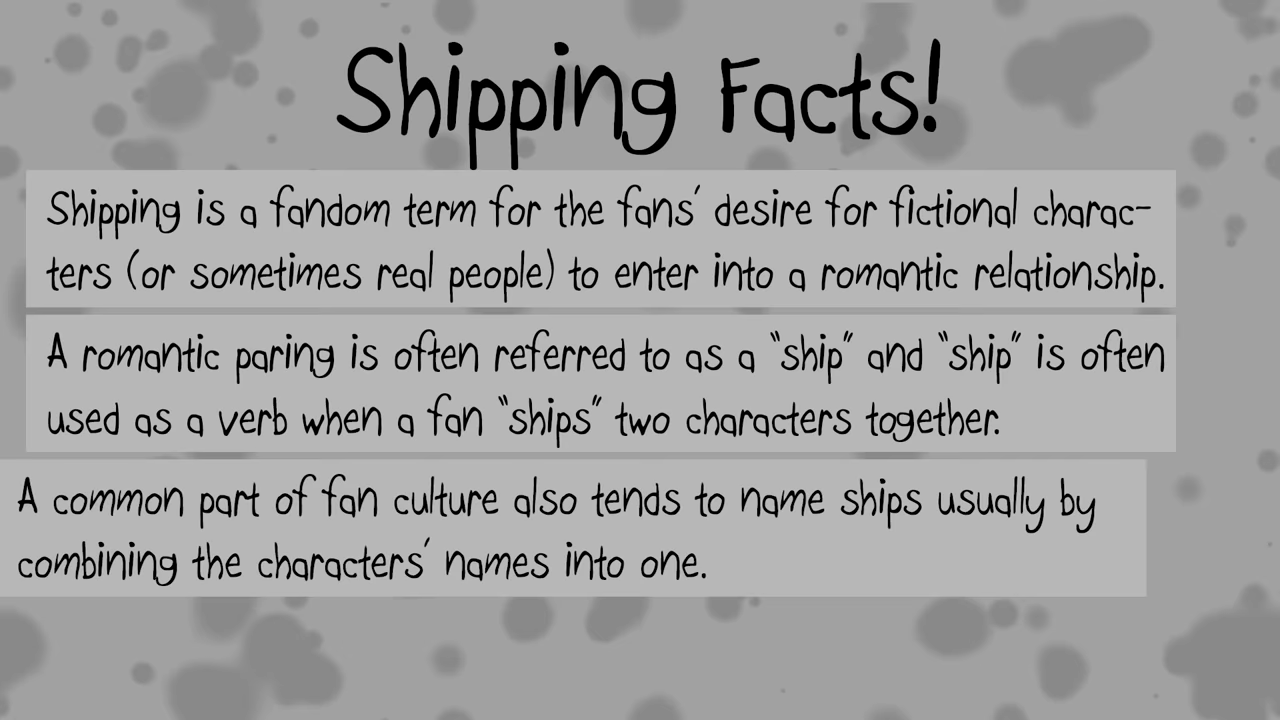 Shipping Facts!
Shipping is a fandom term for the fans' desire for fictional charac-
ters (or sometimes real people) to enter into a romantic relationship.
A romantic paring is often referred to as a "ship" and "ship" is often
used as a verb when a fan "ships" two characters together.
A common part of fan culture also tends to name ships usually by
combining the characters' names into one.